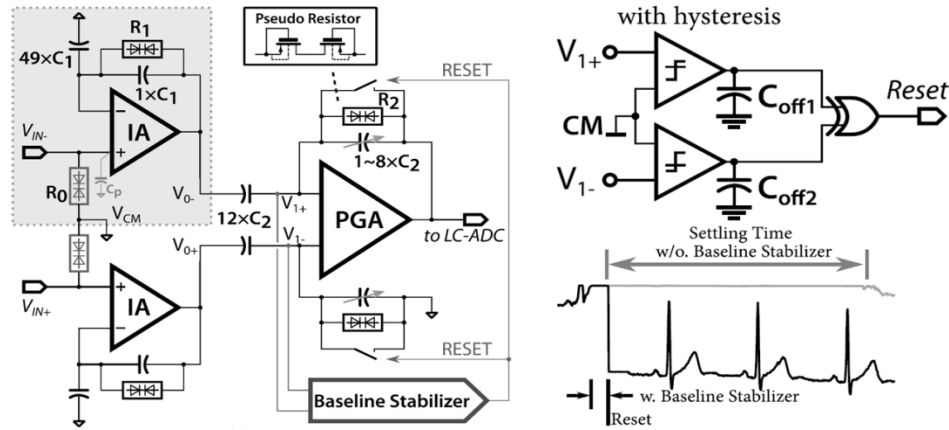 Pseudo Resistor
R1
49×C1
1×C1
IA
VIN-
R0
Cp
VCM
V0-
12×C2
V0+
IA
VIN+
RESET
R2
1~8×C2
V1+
V1-
PGA
to LC-ADC
RESET
Baseline Stabilizer
with hysteresis
V1+
Coff1
CM
Reset
V1-
Coff2
Settling Time
w/o. Baseline Stabilizer
w. Baseline Stabilizer
Reset